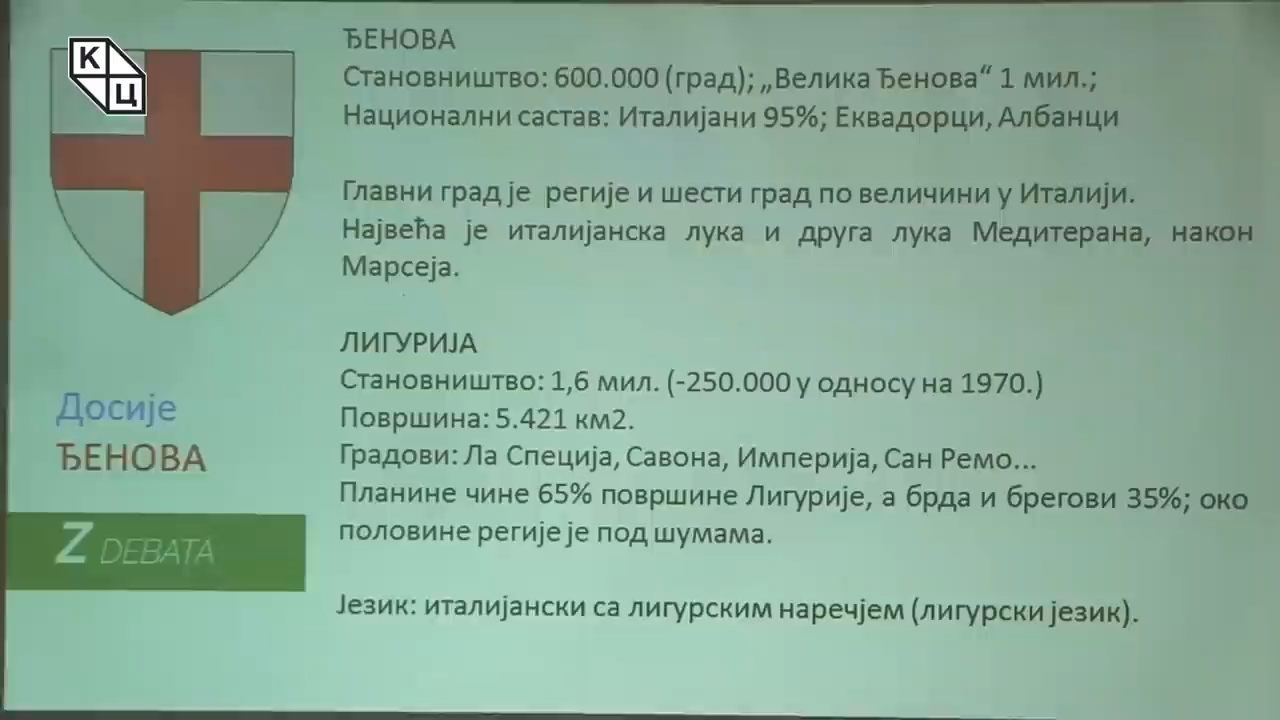 К
Ц
ЂЕНОВА
Становништво: 600.000 (град); „Велика Ђенова“ 1 мил.;
Национални састав: Италијани 95%; Еквадорци, Албанци
Главни град је регије и шести град по величини у Италији.
Највећа је италијанска лука и друга лука Медитерана, након
Марсеја.
ЛИГУРИЈА
Становништво: 1,6 мил. (-250.000 у односу на 1970.)
Површина: 5.421 км2.
Градови: Ла Специја, Савона, Империја, Сан Ремо...
Планине чине 65% површине Лигурије, а брда и брегови 35%; око
половине регије је под шумама.
Језик: италијански са лигурским наречјем (лигурски језик).
Досије
ЂЕНОВА
Z DEBATA